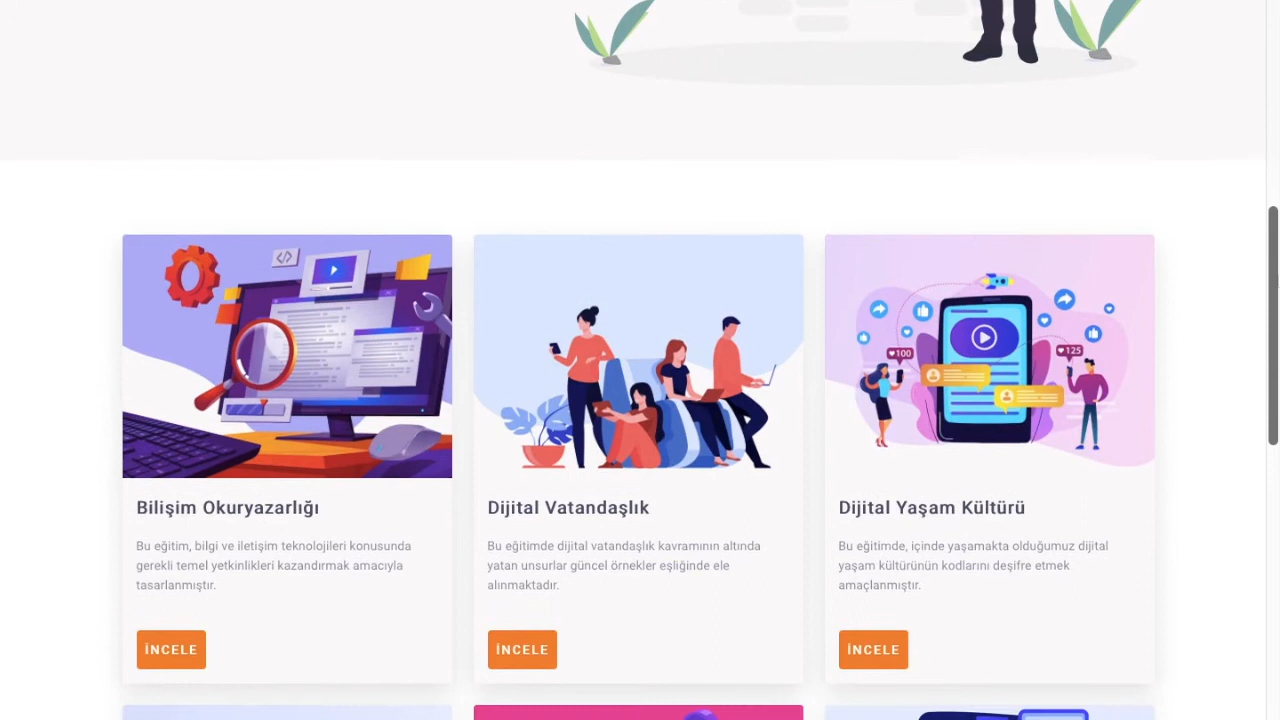 </>
100
125
Bilişim Okuryazarlığı
Bu eğitim, bilgi ve iletişim teknolojileri konusunda
gerekli temel yetkinlikleri kazandırmak amacıyla
tasarlanmıştır.
İNCELE
Dijital Vatandaşlık
Bu eğitimde dijital vatandaşlık kavramının altında
yatan unsurlar güncel örnekler eşliğinde ele
alınmaktadır.
İNCELE
Dijital Yaşam Kültürü
Bu eğitimde, içinde yaşamakta olduğumuz dijital
yaşam kültürünün kodlarını deşifre etmek
amaçlanmıştır.
İNCELE